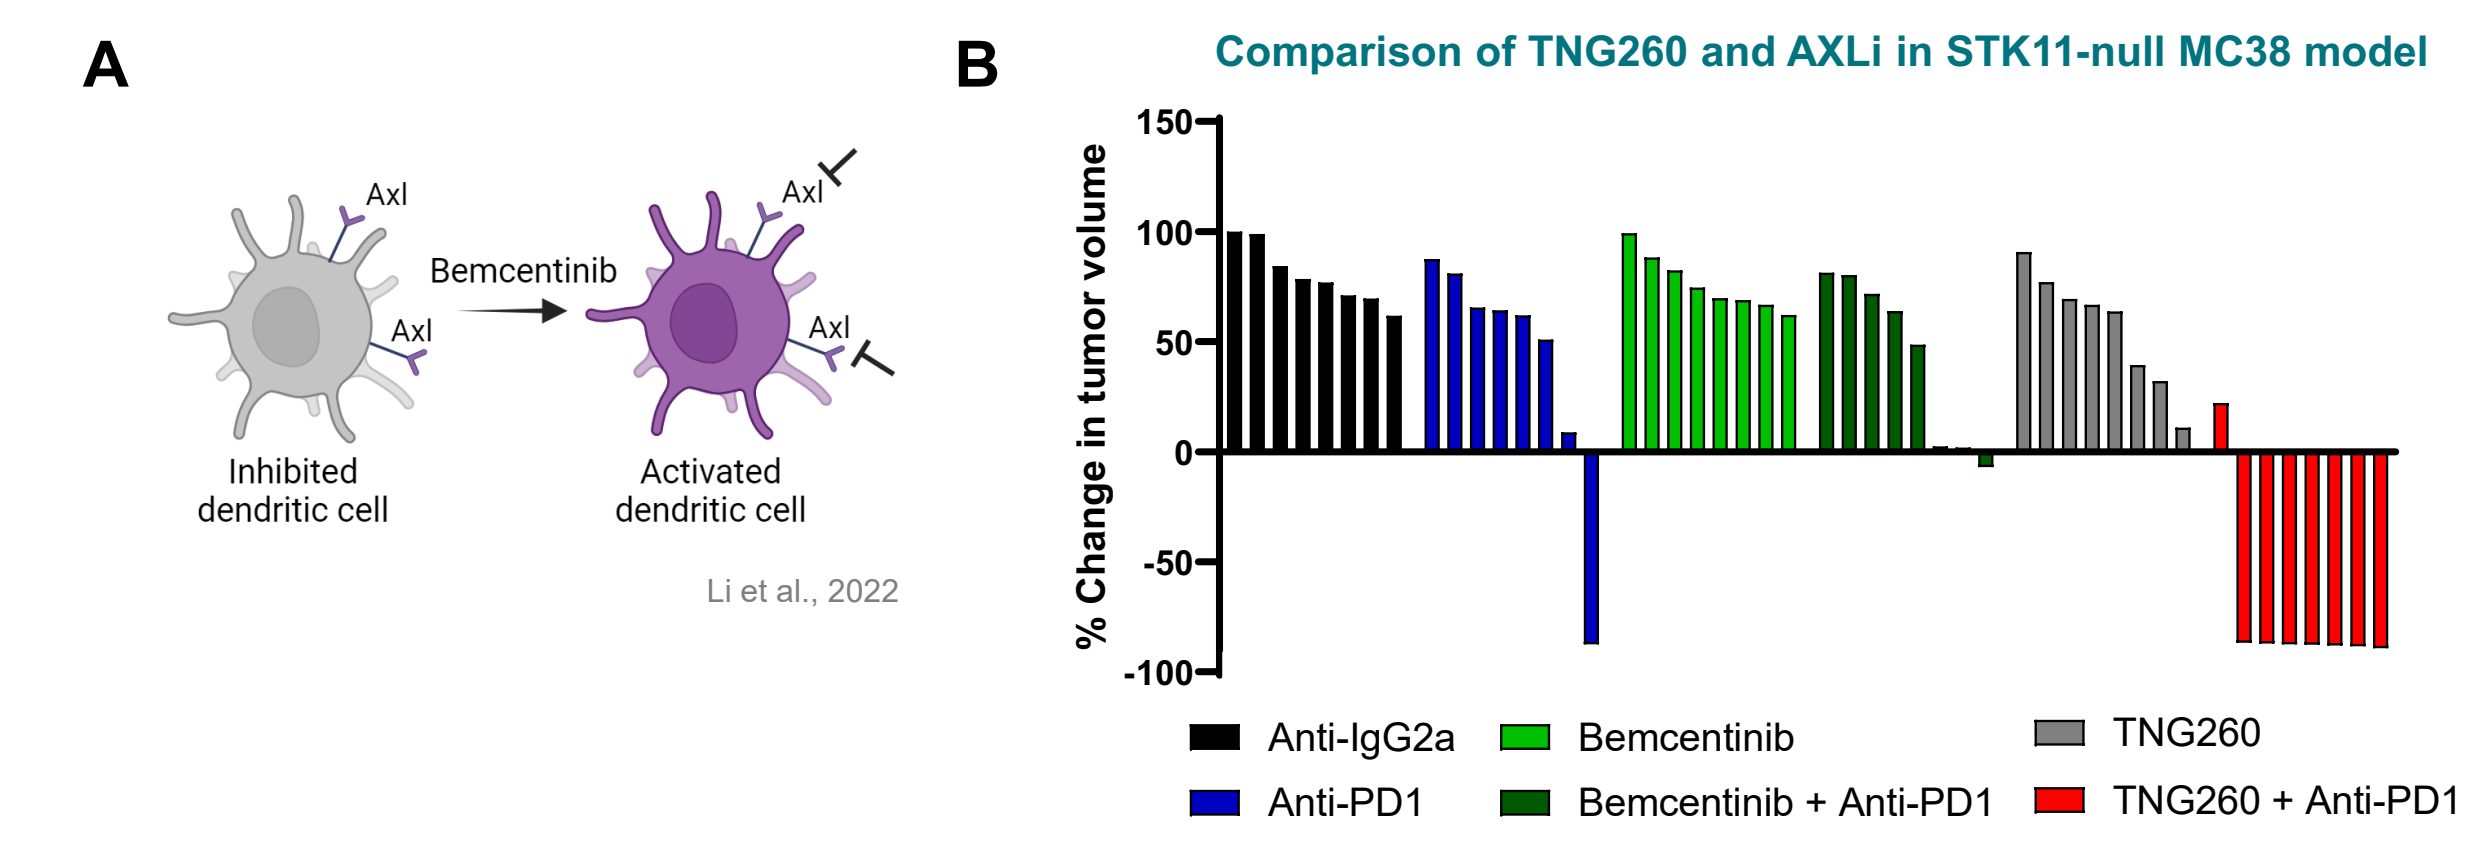 A
Axl
Axl
Bemcentinib
Axl
Axl
Inhibited
dendritic cell
Activated
dendritic cell
Li et al., 2022
B
Comparison of TNG260 and AXLi in STK11-null MC38 model
% Change in tumor volume
150
100
50
0
-50
-100
Anti-IgG2a
Bemcentinib
TNG260
Anti-PD1
Bemcentinib + Anti-PD1
TNG260 + Anti-PD1